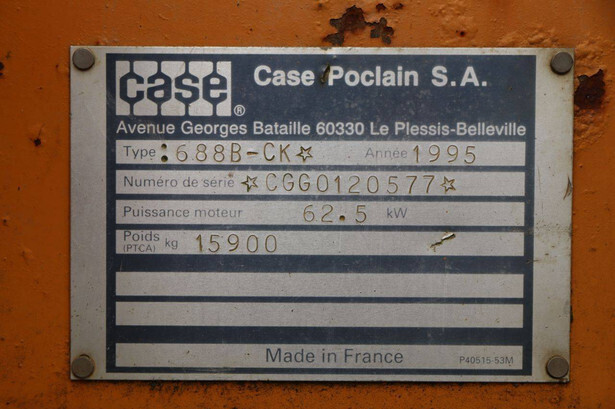 case® Case Poclain S.A.
Avenue Georges Bataille 60330 Le Plessis-Belleville
Type :688B-CK☆ Année 1995
Numéro de série ☆CGG0120577☆
Puissance moteur 62.5 kW
Poids (PTCA) kg 15900
Made in France P40515-53M